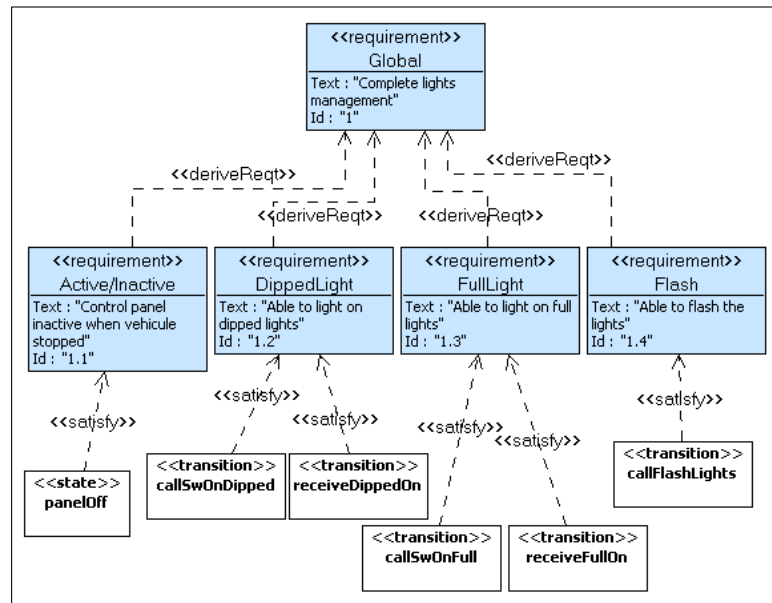 <<requirement>>
Global
Text : "Complete lights
management"
Id : "1"
<<deriveReqt>>
<<deriveReqt>>
<<deriveReqt>>
<<deriveReqt>>
<<requirement>>
Active/Inactive
Text : "Control panel
inactive when vehicule
stopped"
Id : "1.1"
<<requirement>>
DippedLight
Text : "Able to light on
dipped lights"
Id : "1.2"
<<requirement>>
FullLight
Text : "Able to light on full
lights"
Id : "1.3"
<<requirement>>
Flash
Text : "Able to flash the
lights"
Id : "1.4"
<<satisfy>>
<<satisfy>>
<<satisfy>>
<<satisfy>>
<<satisfy>>
<<satisfy>>
<<state>>
panelOff
<<transition>>
callSwOnDipped
<<transition>>
receiveDippedOn
<<transition>>
callFlashLights
<<transition>>
callSwOnFull
<<transition>>
receiveFullOn